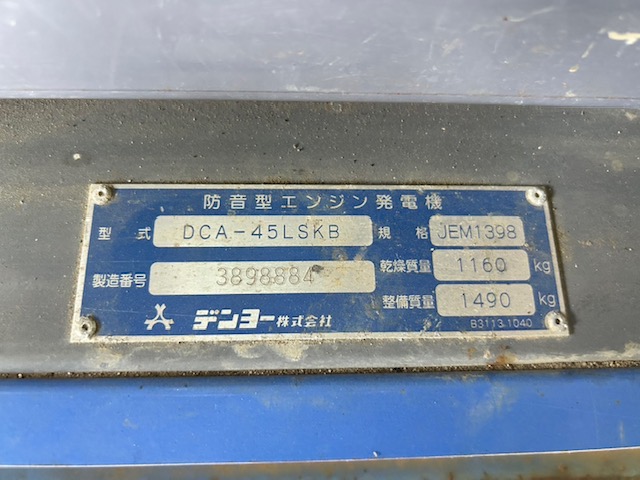 防音型エンジン発電機
型式 DCA-45LSKB 規格 JEM1398
製造番号 3898884 乾燥質量 1160 kg
整備質量 1490 kg
デンヨー株式会社 B3113.1040